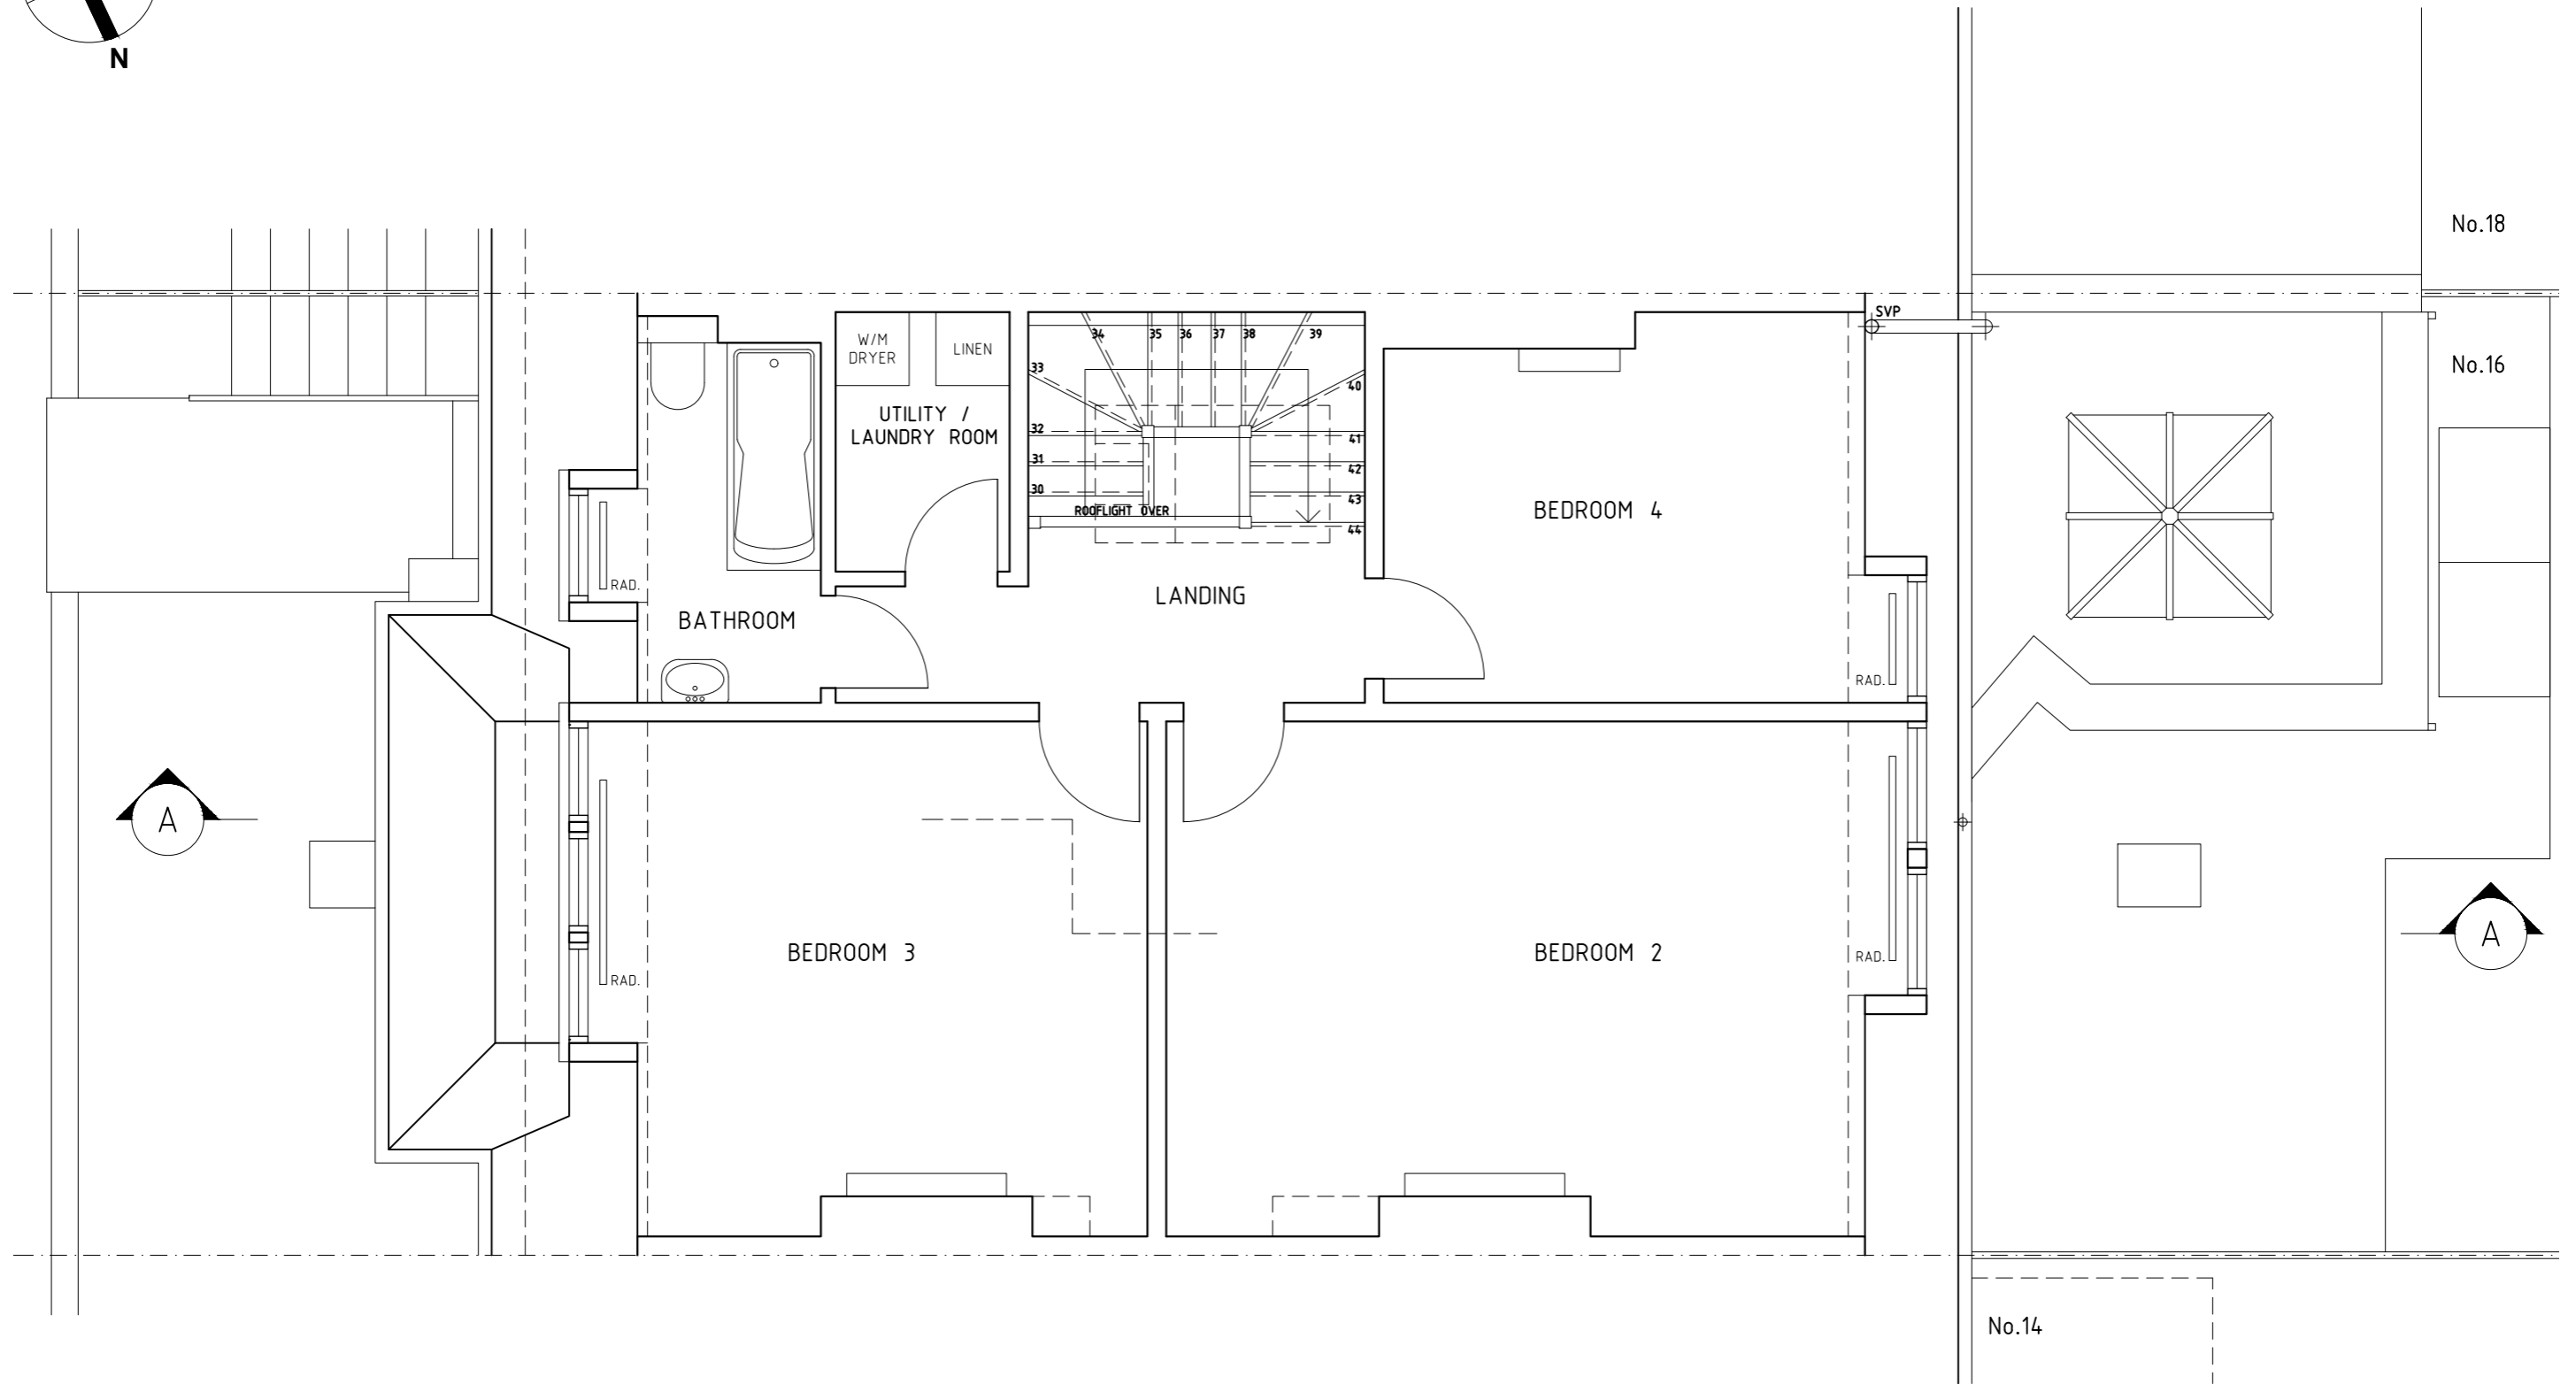 N
No.18
SVP
34 35 36 37 38 39
W/M
DRYER
LINEN
33
No.16
40
UTILITY /
LAUNDRY ROOM
32
41
31
42
30
43
ROOFLIGHT OVER
BEDROOM 4
44
RAD.
LANDING
BATHROOM
RAD.
A
BEDROOM 3
BEDROOM 2
RAD.
A
RAD.
No.14